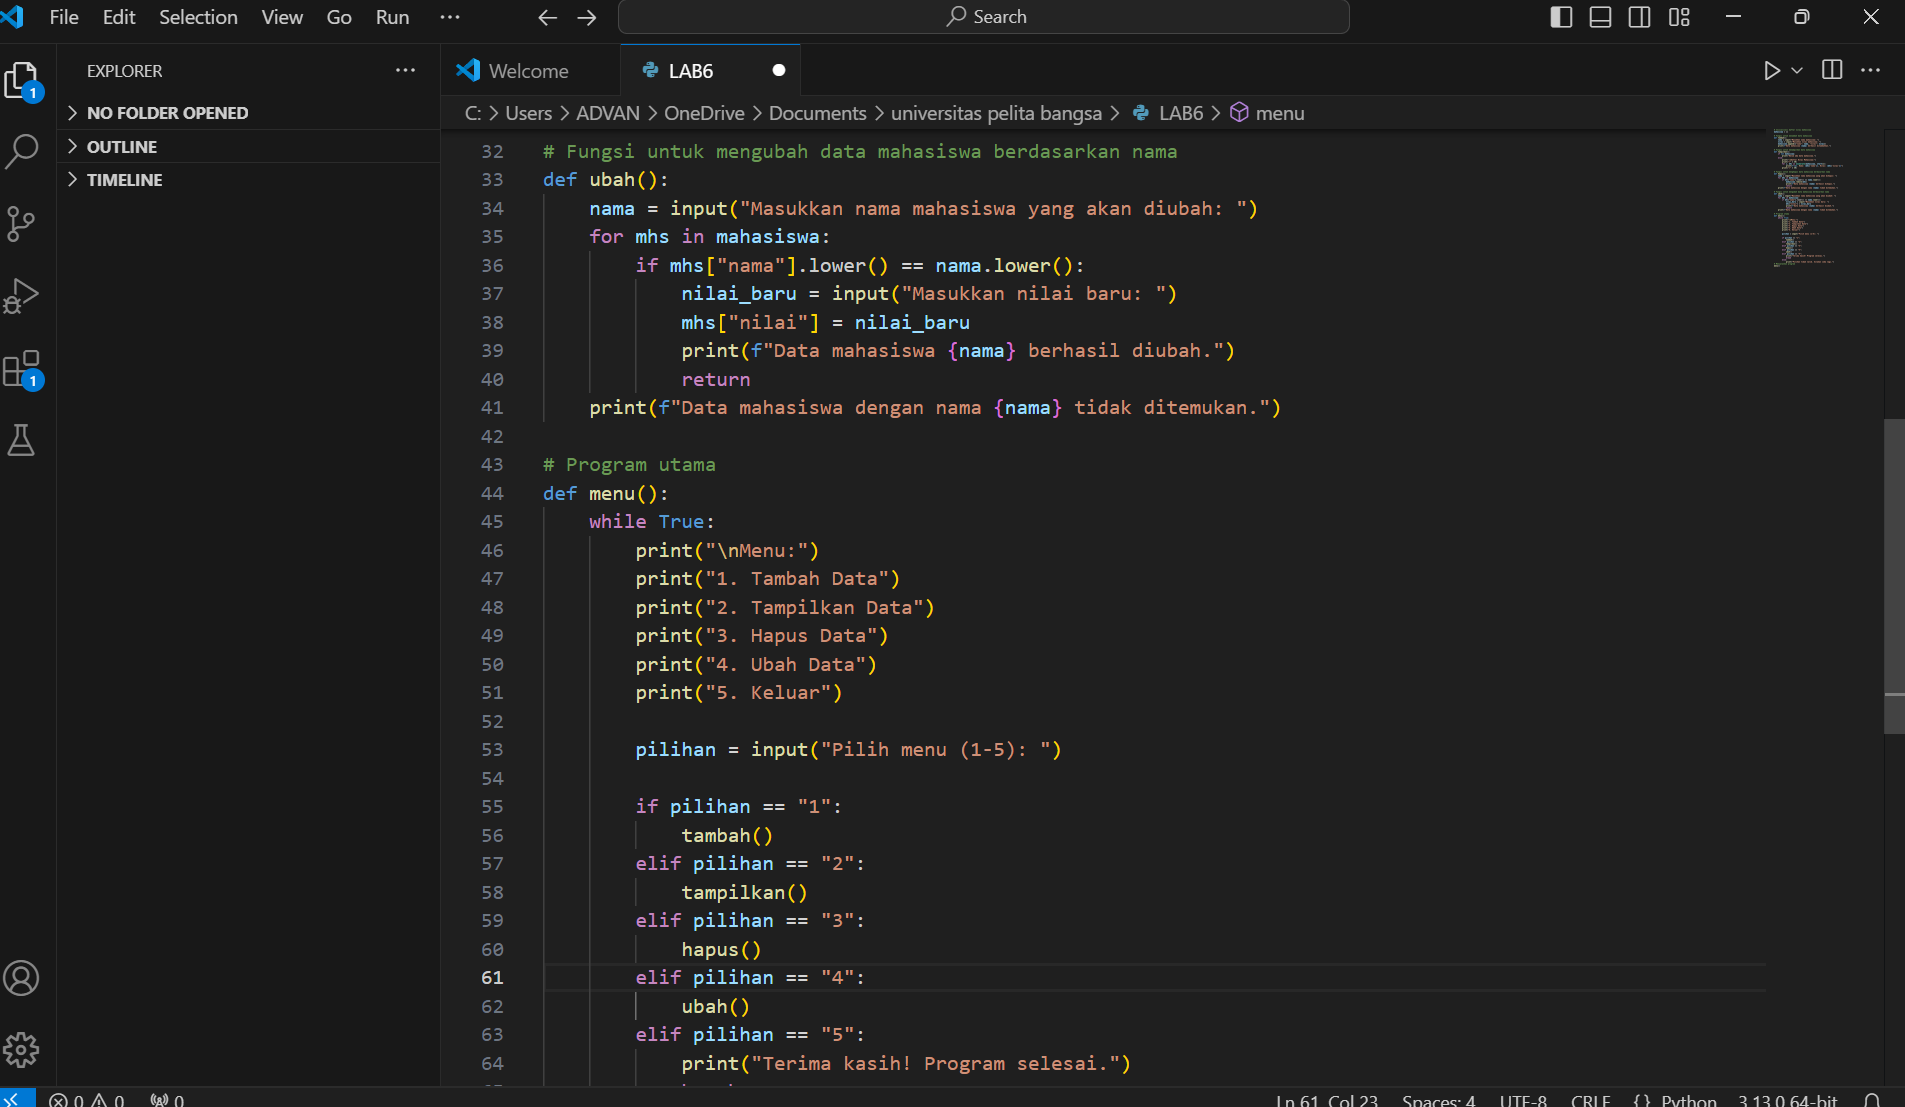 File Edit Selection View Go Run ··· Search
EXPLORER ···
NO FOLDER OPENED
OUTLINE
TIMELINE
1
1
Welcome LAB6
C: > Users > ADVAN > OneDrive > Documents > universitas pelita bangsa > LAB6 > menu
32 # Fungsi untuk mengubah data mahasiswa berdasarkan nama
33 def ubah():
34     nama = input("Masukkan nama mahasiswa yang akan diubah: ")
35     for mhs in mahasiswa:
36         if mhs["nama"].lower() == nama.lower():
37             nilai_baru = input("Masukkan nilai baru: ")
38             mhs["nilai"] = nilai_baru
39             print(f"Data mahasiswa {nama} berhasil diubah.")
40             return
41     print(f"Data mahasiswa dengan nama {nama} tidak ditemukan.")
42
43 # Program utama
44 def menu():
45     while True:
46         print("\nMenu:")
47         print("1. Tambah Data")
48         print("2. Tampilkan Data")
49         print("3. Hapus Data")
50         print("4. Ubah Data")
51         print("5. Keluar")
52
53         pilihan = input("Pilih menu (1-5): ")
54
55         if pilihan == "1":
56             tambah()
57         elif pilihan == "2":
58             tampilkan()
59         elif pilihan == "3":
60             hapus()
61         elif pilihan == "4":
62             ubah()
63         elif pilihan == "5":
64             print("Terima kasih! Program selesai.")
0 0 0 Ln 61, Col 23 Spaces: 4 UTF-8 CRLF {} Python 3.13.0 64-bit